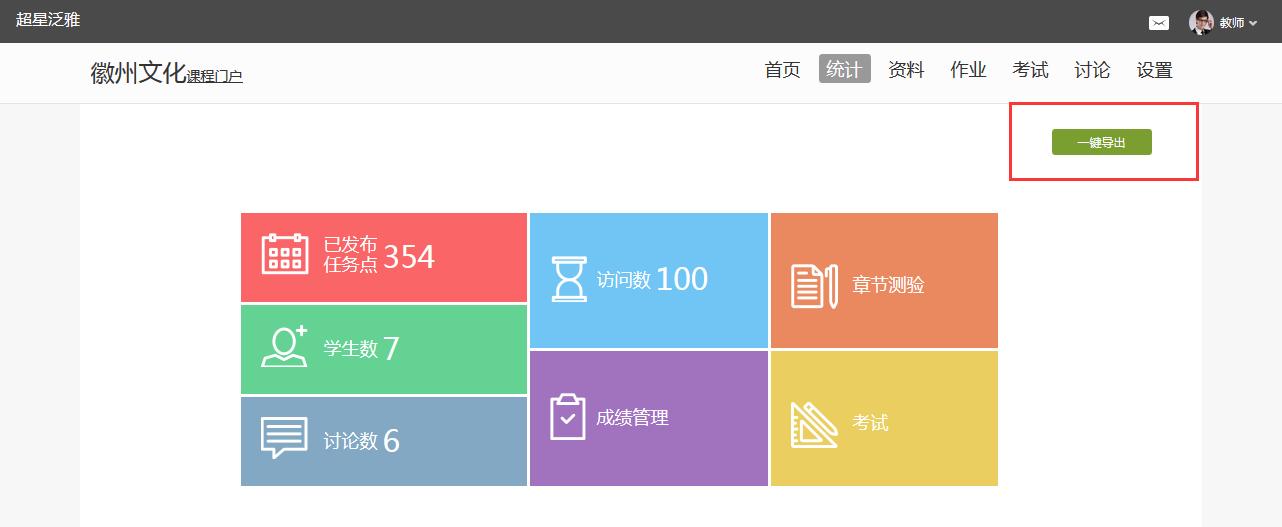 超星泛雅
教师
徽州文化课程门户
首页 统计 资料 作业 考试 讨论 设置
一键导出
已发布
任务点 354
学生数 7
讨论数 6
访问数 100
成绩管理
章节测验
考试